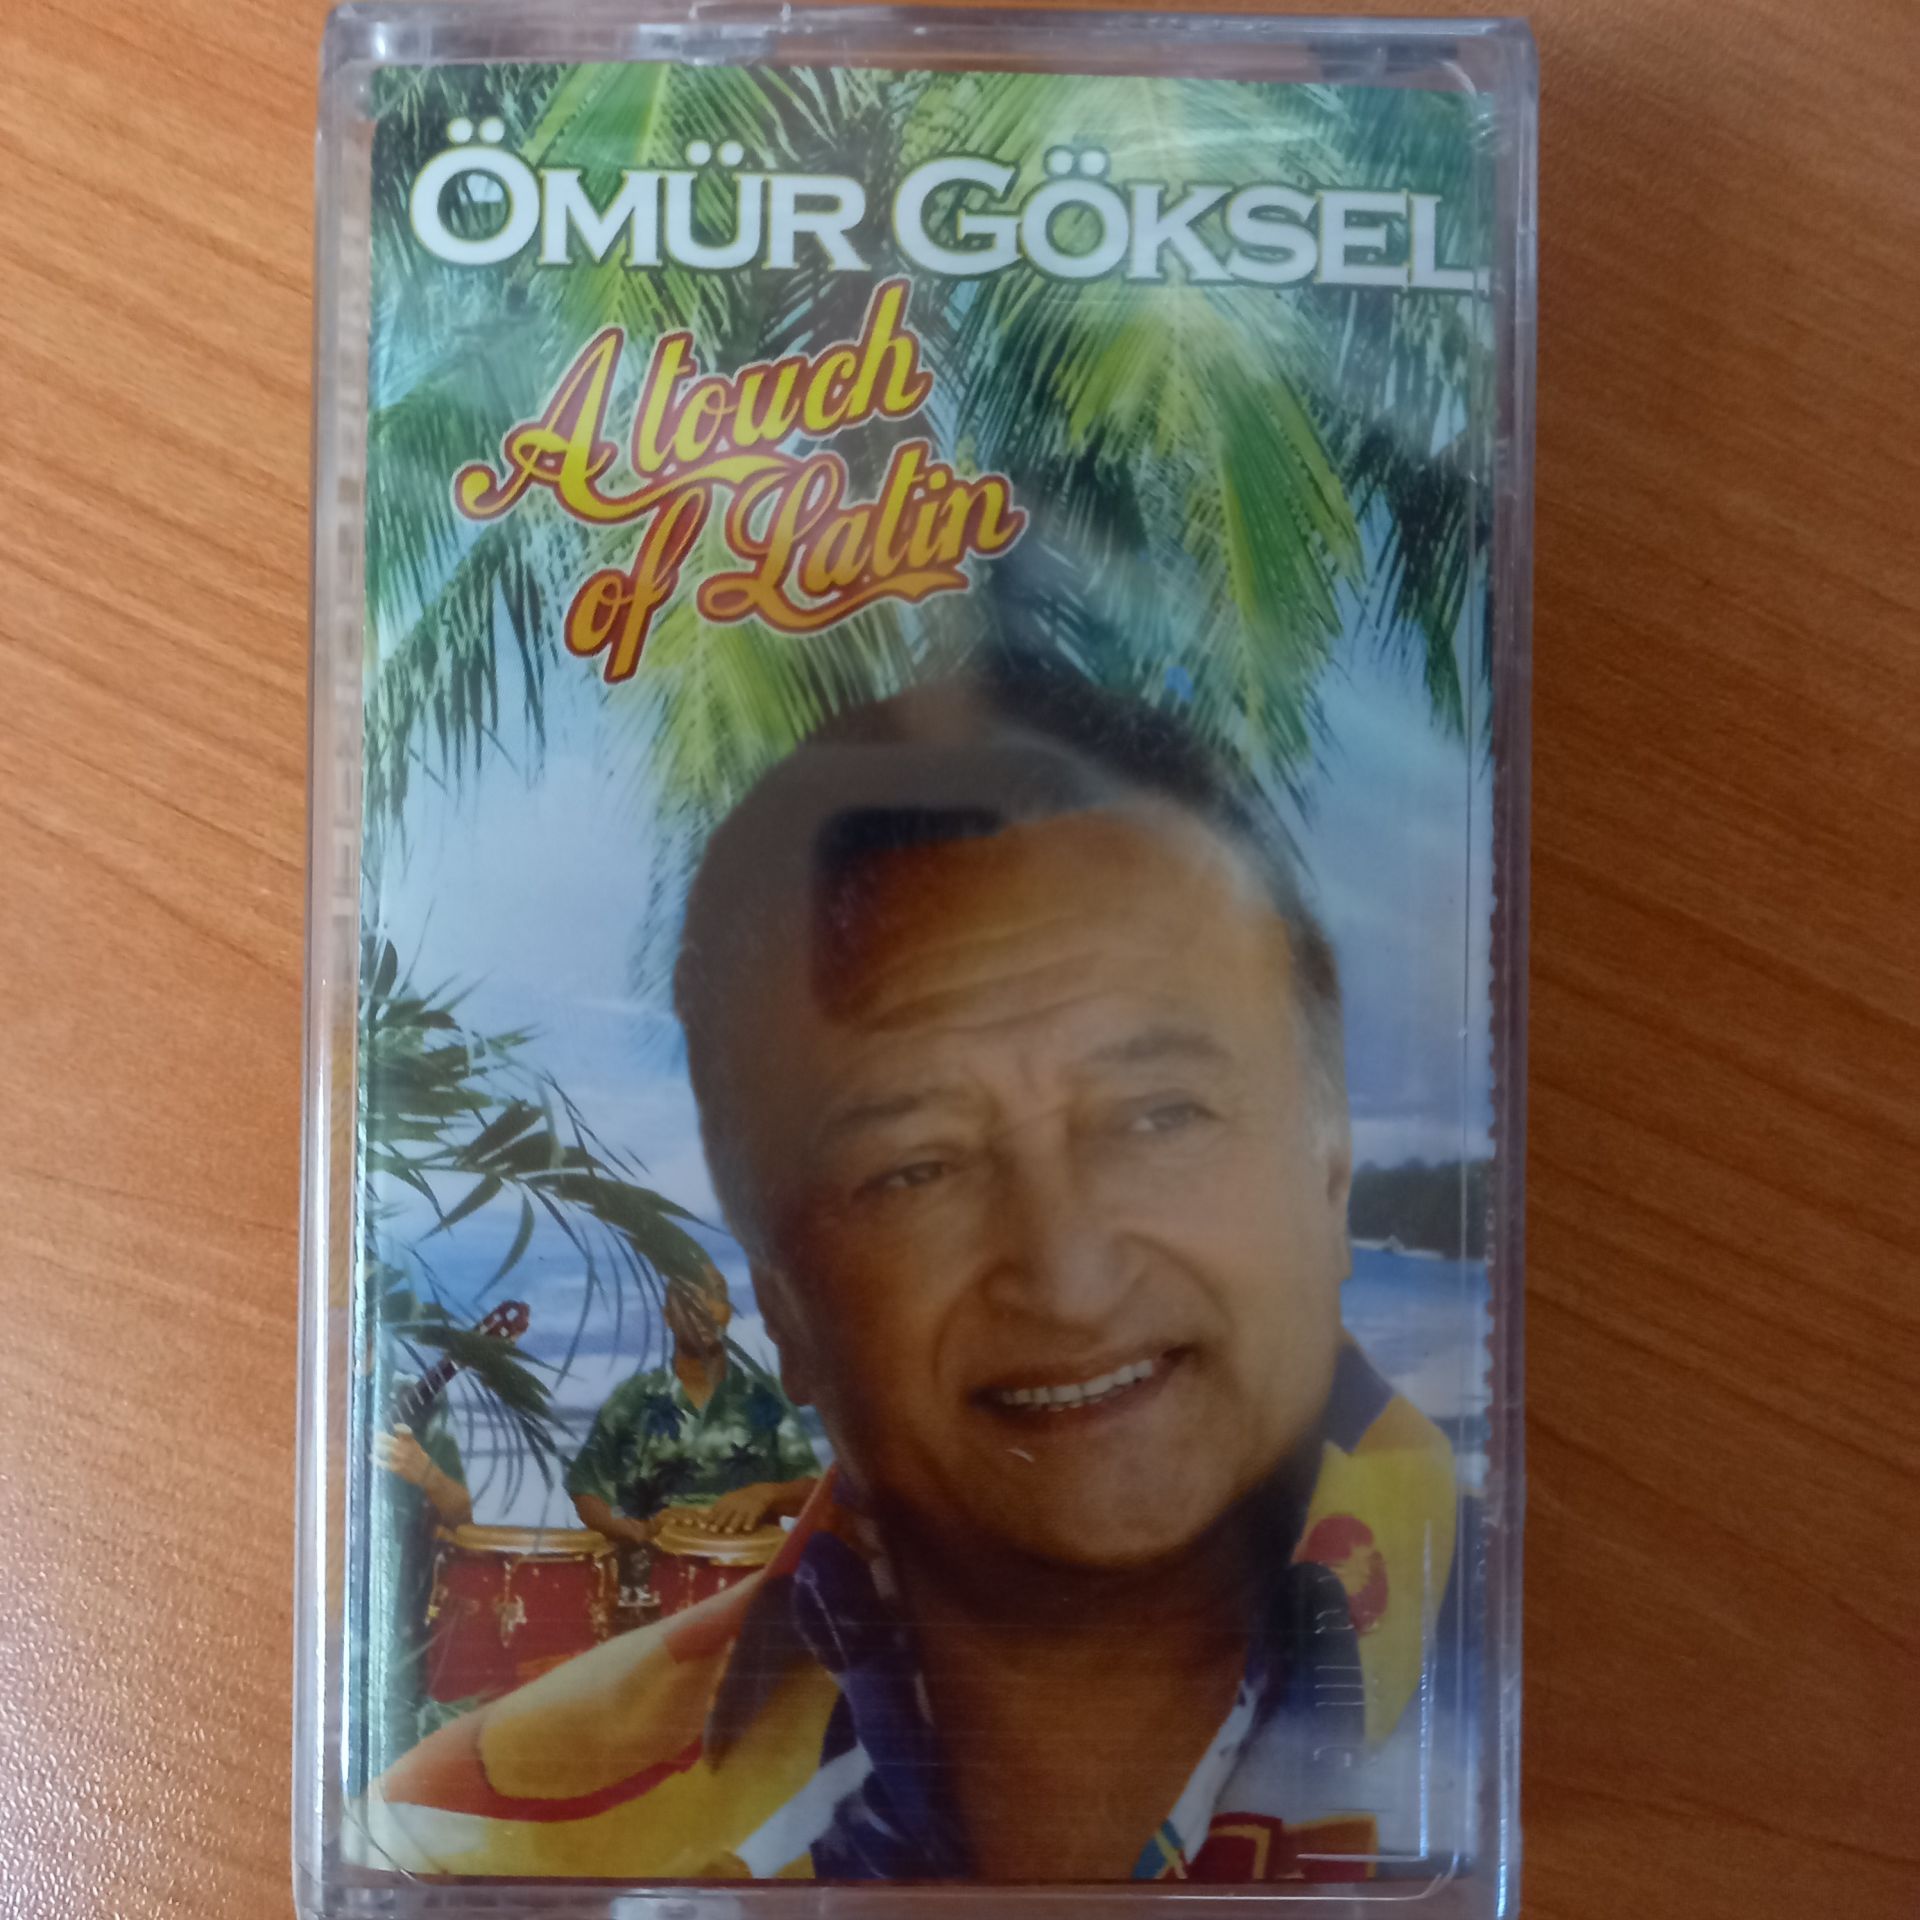 ÖMÜR GÖKSEL
A touch
of Latin